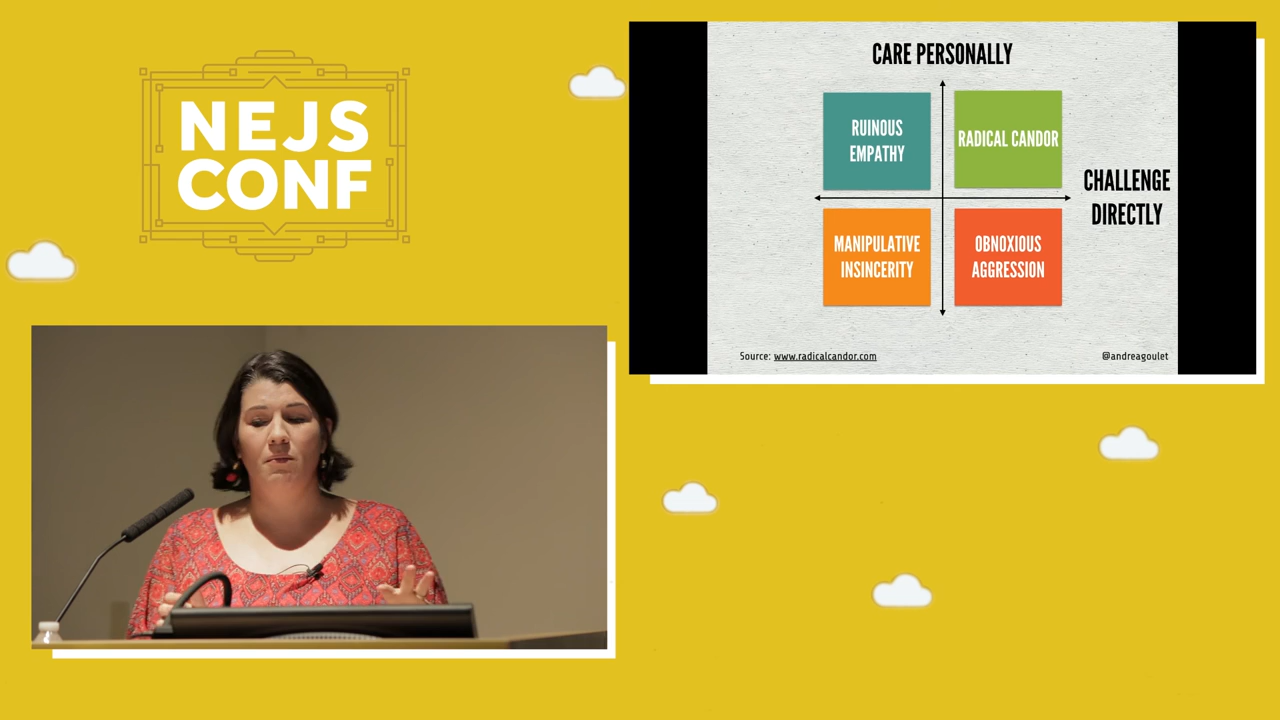 NEJS
CONF
CARE PERSONALLY
RUINOUS
EMPATHY
RADICAL CANDOR
CHALLENGE
DIRECTLY
MANIPULATIVE
INSINCERITY
OBNOXIOUS
AGGRESSION
Source: www.radicalcandor.com
@andreagoulet